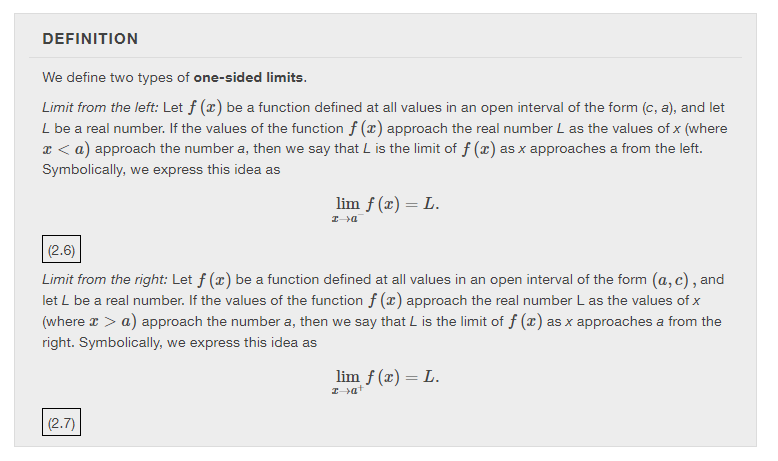 DEFINITION
We define two types of one-sided limits.
Limit from the left: Let f (x) be a function defined at all values in an open interval of the form (c, a), and let
L be a real number. If the values of the function f (x) approach the real number L as the values of x (where
x < a) approach the number a, then we say that L is the limit of f (x) as x approaches a from the left.
Symbolically, we express this idea as
lim f (x) = L.
x→a⁻
(2.6)
Limit from the right: Let f (x) be a function defined at all values in an open interval of the form (a, c) , and
let L be a real number. If the values of the function f (x) approach the real number L as the values of x
(where x > a) approach the number a, then we say that L is the limit of f (x) as x approaches a from the
right. Symbolically, we express this idea as
lim f (x) = L.
x→a⁺
(2.7)